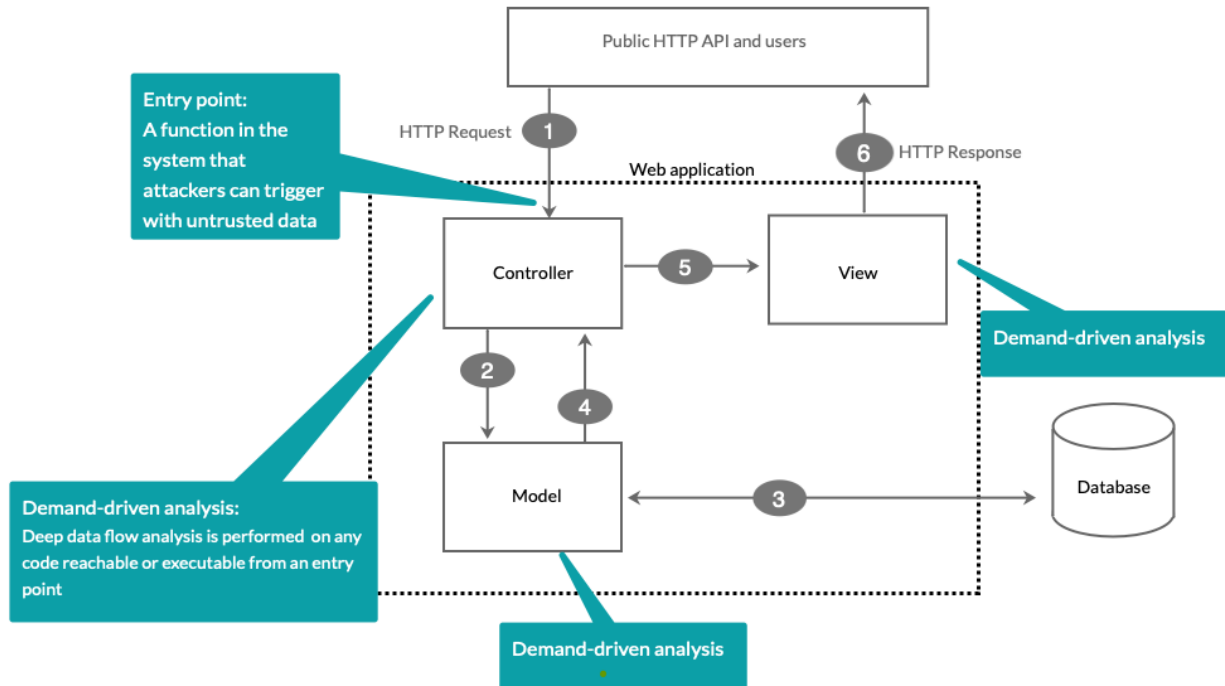 Public HTTP API and users
Entry point:
A function in the
system that
attackers can trigger
with untrusted data
HTTP Request
1
6
HTTP Response
Web application
Controller
5
View
Demand-driven analysis
2
4
Demand-driven analysis:
Deep data flow analysis is performed on any
code reachable or executable from an entry
point
Model
3
Database
Demand-driven analysis